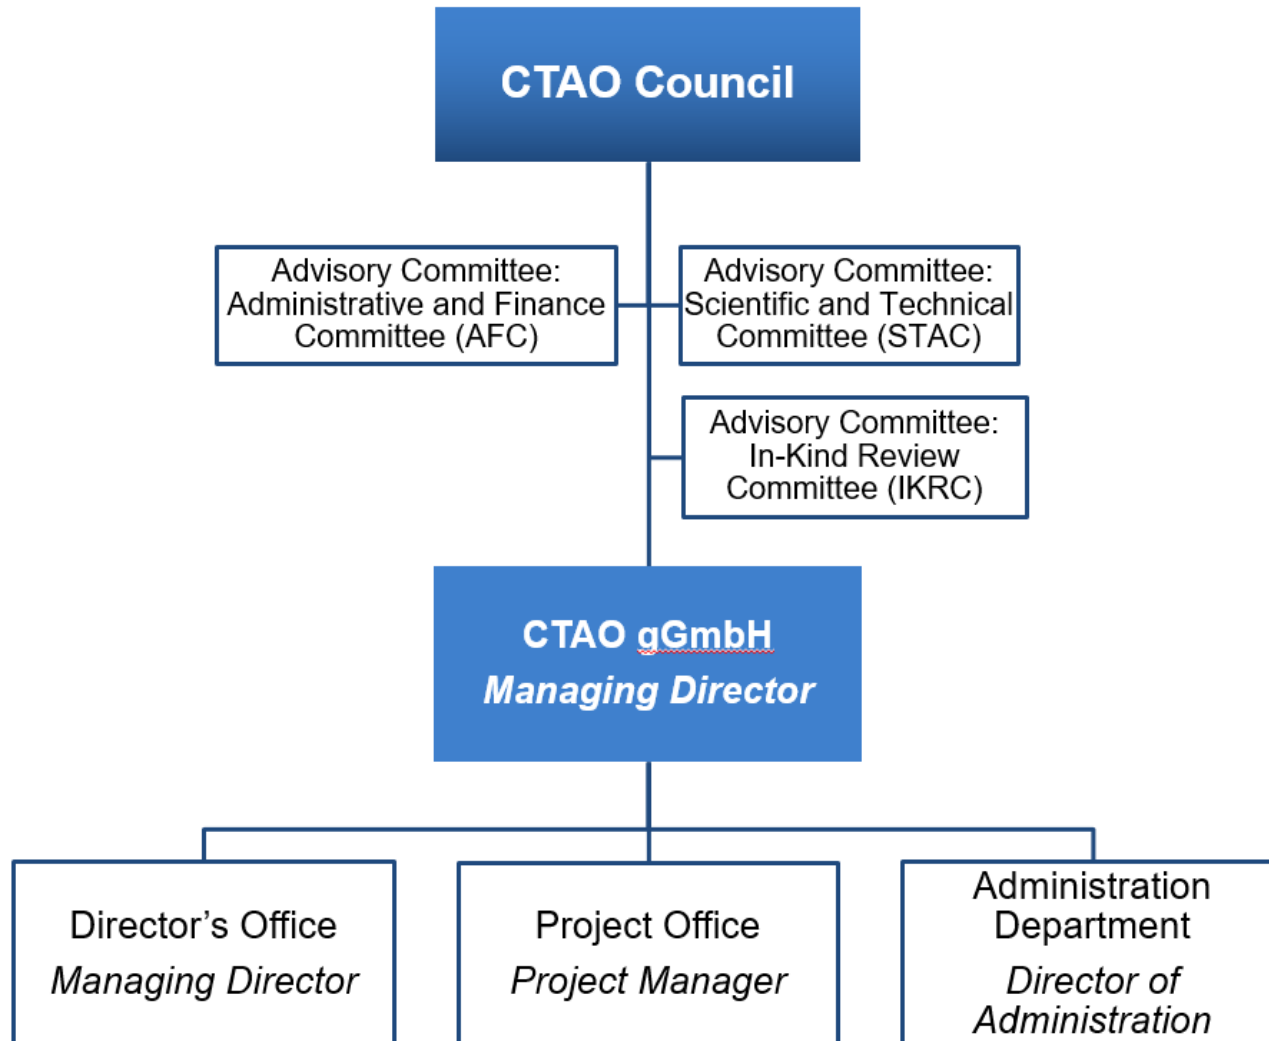 CTAO Council
Advisory Committee:
Administrative and Finance
Committee (AFC)
Advisory Committee:
Scientific and Technical
Committee (STAC)
Advisory Committee:
In-Kind Review
Committee (IKRC)
CTAO gGmbH
Managing Director
Director’s Office
Managing Director
Project Office
Project Manager
Administration
Department
Director of
Administration